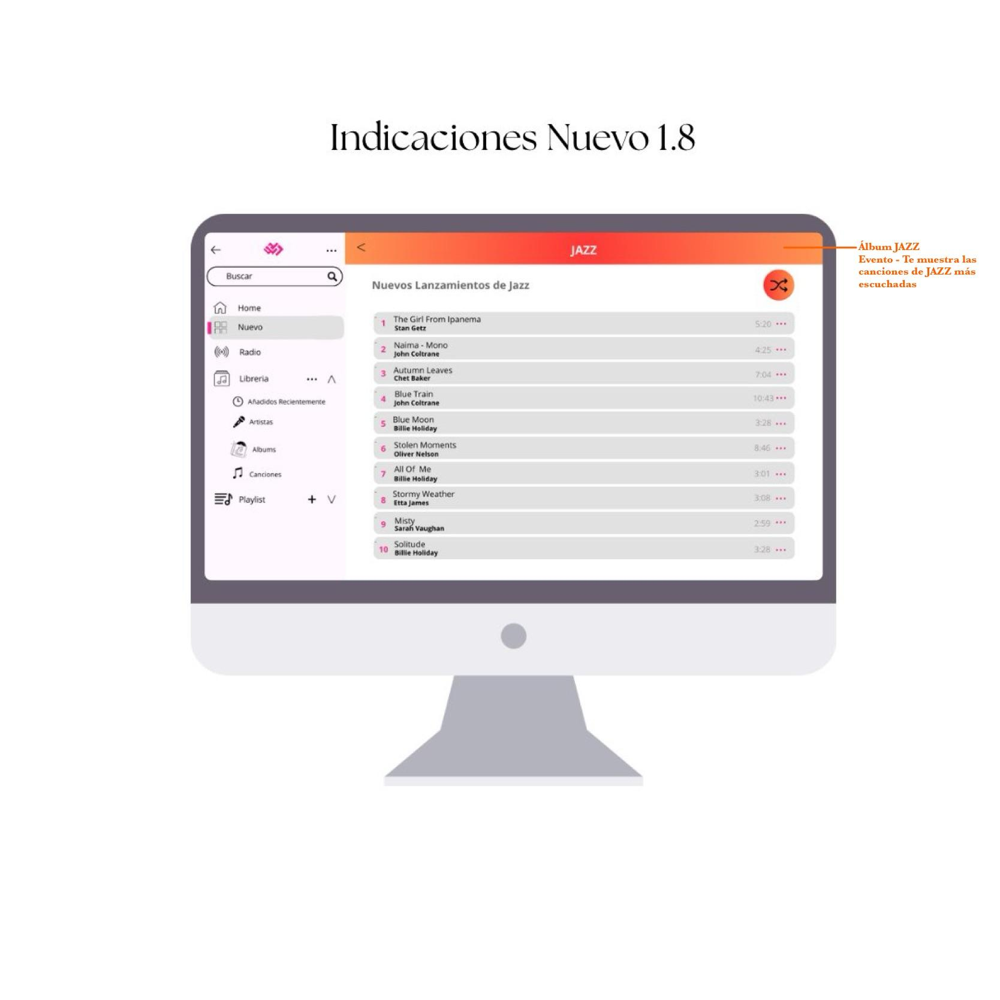 Indicaciones Nuevo 1.8
← ...
Buscar
Home
Nuevo
Radio
Libreria ...
Añadidos Recientemente
Artistas
Albums
Canciones
Playlist +
< JAZZ
Nuevos Lanzamientos de Jazz
1 The Girl From Ipanema 5:20 ...
Stan Getz
2 Naima - Mono 4:25 ...
John Coltrane
3 Autumn Leaves 7:04 ...
Chet Baker
4 Blue Train 10:43 ...
John Coltrane
5 Blue Moon 3:28 ...
Billie Holiday
6 Stolen Moments 8:46 ...
Oliver Nelson
7 All Of Me 3:01 ...
Billie Holiday
8 Stormy Weather 3:08 ...
Etta James
9 Misty 2:59 ...
Sarah Vaughan
10 Solitude 3:28 ...
Billie Holiday
Álbum JAZZ
Evento - Te muestra las
canciones de JAZZ más
escuchadas